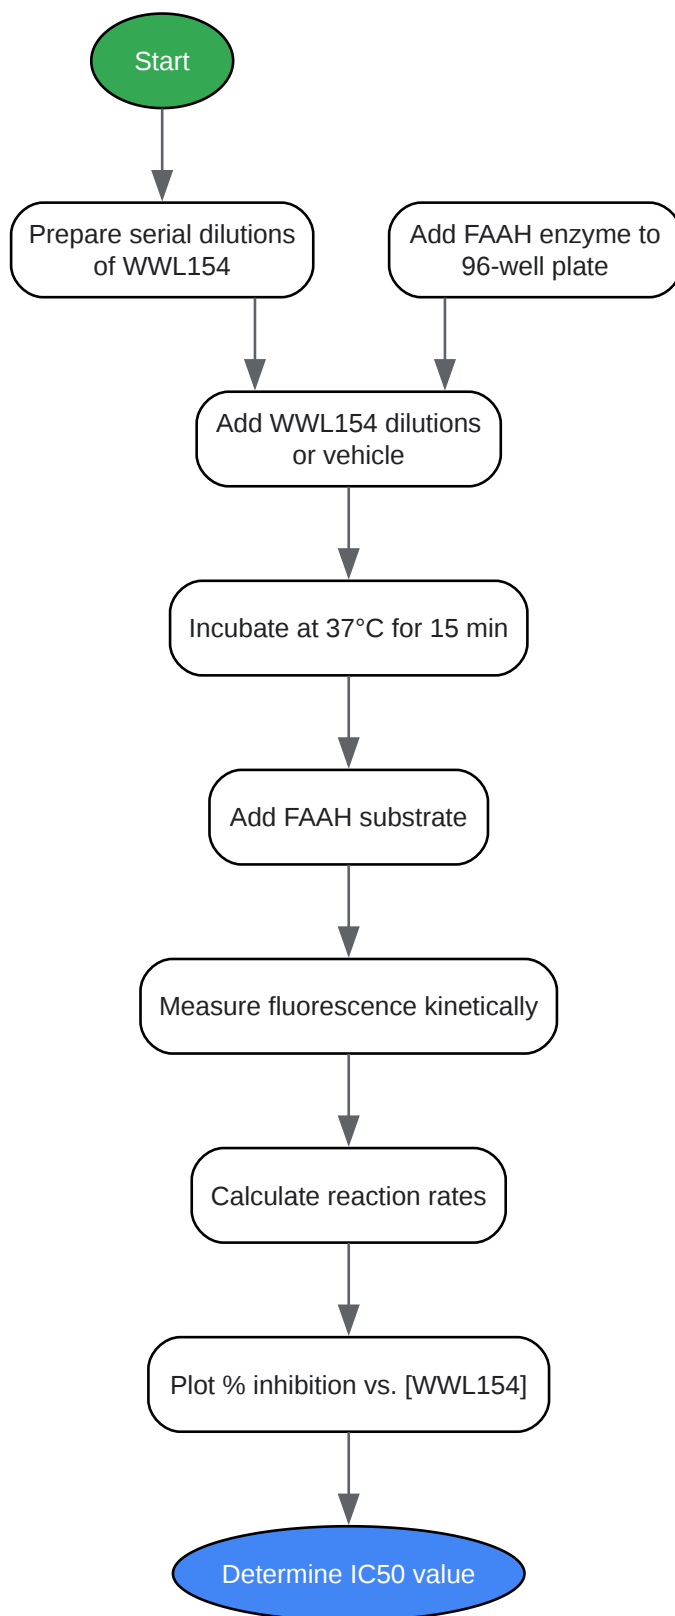 Start
Prepare serial dilutions
of WWL154
Add FAAH enzyme to
96-well plate
Add WWL154 dilutions
or vehicle
Incubate at 37°C for 15 min
Add FAAH substrate
Measure fluorescence kinetically
Calculate reaction rates
Plot % inhibition vs. [WWL154]
Determine IC50 value